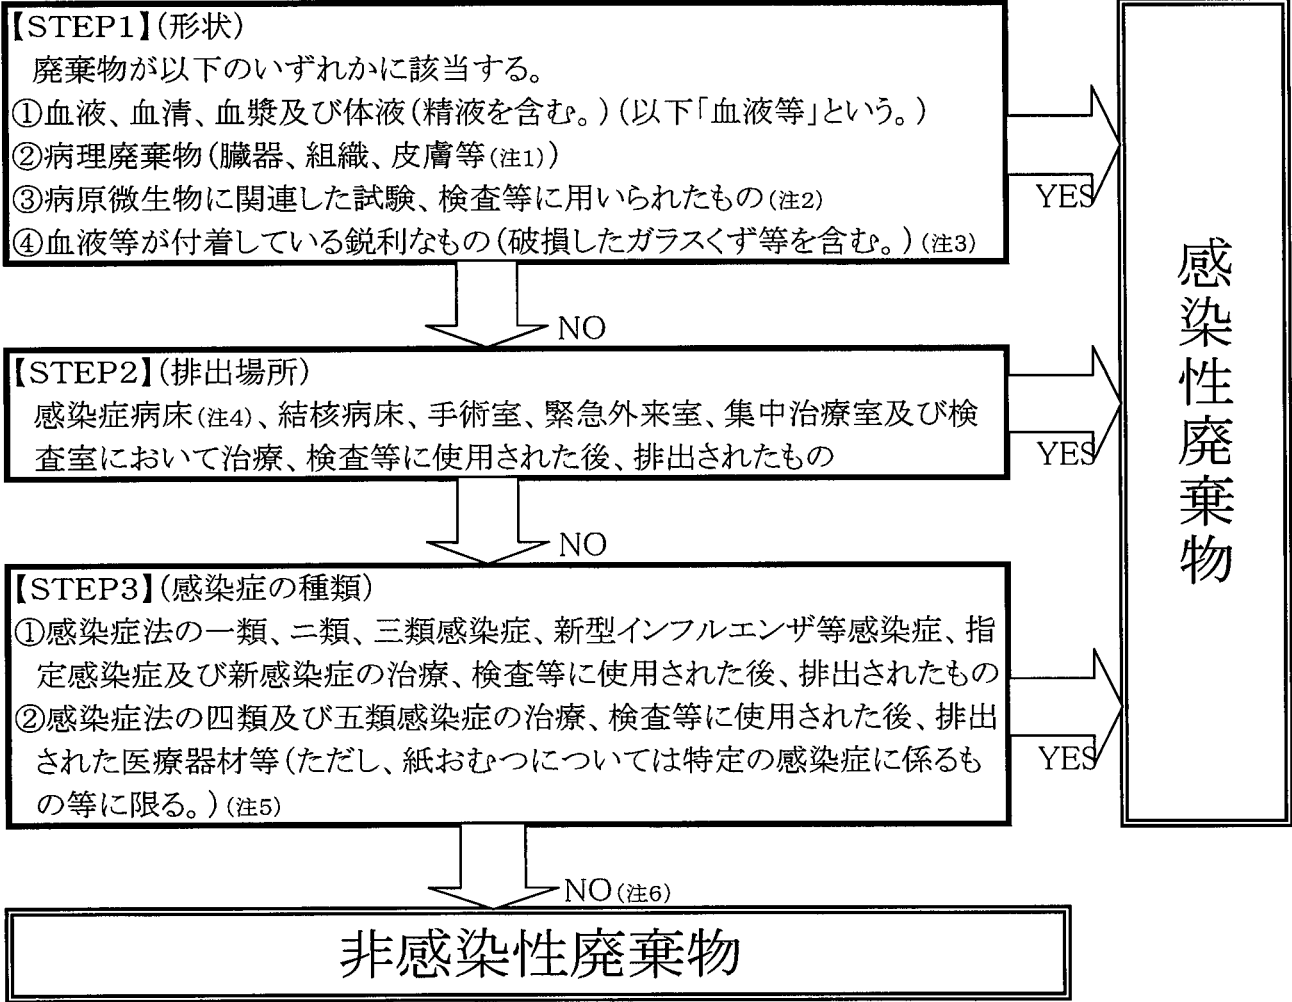 【STEP1】(形状)
廃棄物が以下のいずれかに該当する。
①血液、血清、血漿及び体液(精液を含む。)(以下「血液等」という。)
②病理廃棄物(臓器、組織、皮膚等(注1))
③病原微生物に関連した試験、検査等に用いられたもの(注2)
④血液等が付着している鋭利なもの(破損したガラスくず等を含む。)(注3)
YES
NO
【STEP2】(排出場所)
感染症病床(注4)、結核病床、手術室、緊急外来室、集中治療室及び検
査室において治療、検査等に使用された後、排出されたもの
YES
NO
【STEP3】(感染症の種類)
①感染症法の一類、二類、三類感染症、新型インフルエンザ等感染症、指
定感染症及び新感染症の治療、検査等に使用された後、排出されたもの
②感染症法の四類及び五類感染症の治療、検査等に使用された後、排出
された医療器材等(ただし、紙おむつについては特定の感染症に係るも
の等に限る。)(注5)
YES
NO(注6)
感染性廃棄物
非感染性廃棄物